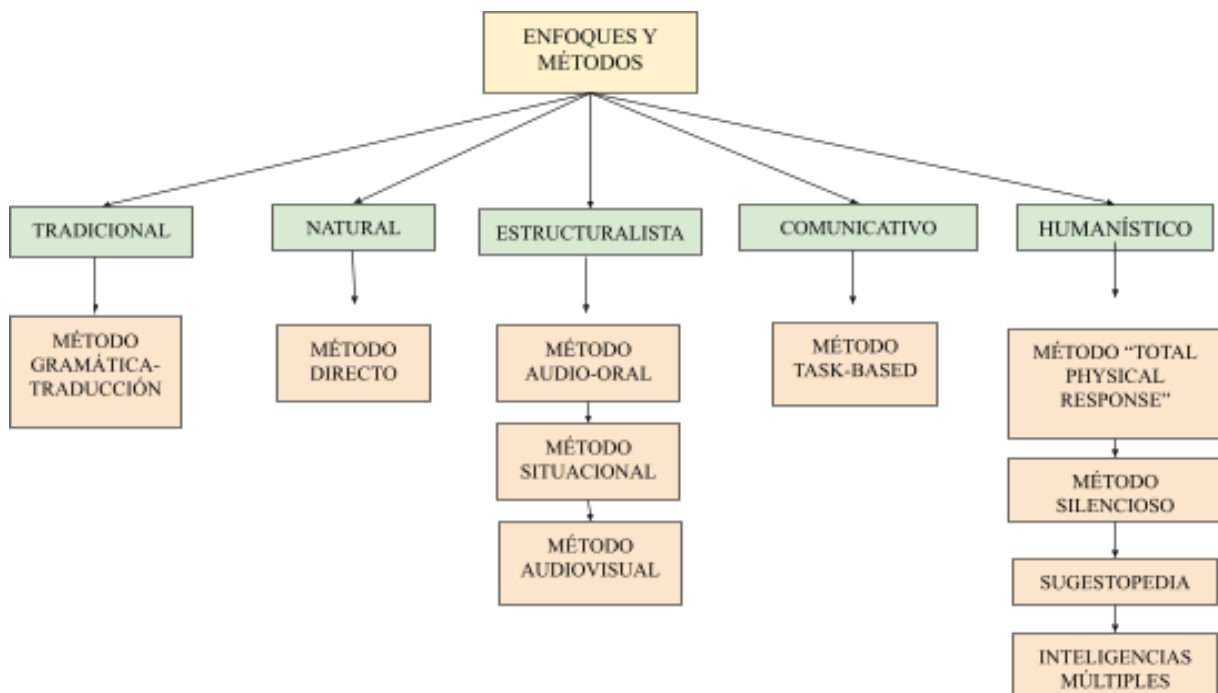 ENFOQUES Y
MÉTODOS
TRADICIONAL
NATURAL
ESTRUCTURALISTA
COMUNICATIVO
HUMANÍSTICO
MÉTODO
GRAMÁTICA-
TRADUCCIÓN
MÉTODO
DIRECTO
MÉTODO
AUDIO-ORAL
MÉTODO
SITUACIONAL
MÉTODO
AUDIOVISUAL
MÉTODO
TASK-BASED
MÉTODO “TOTAL
PHYSICAL
RESPONSE”
MÉTODO
SILENCIOSO
SUGESTOPEDIA
INTELIGENCIAS
MÚLTIPLES